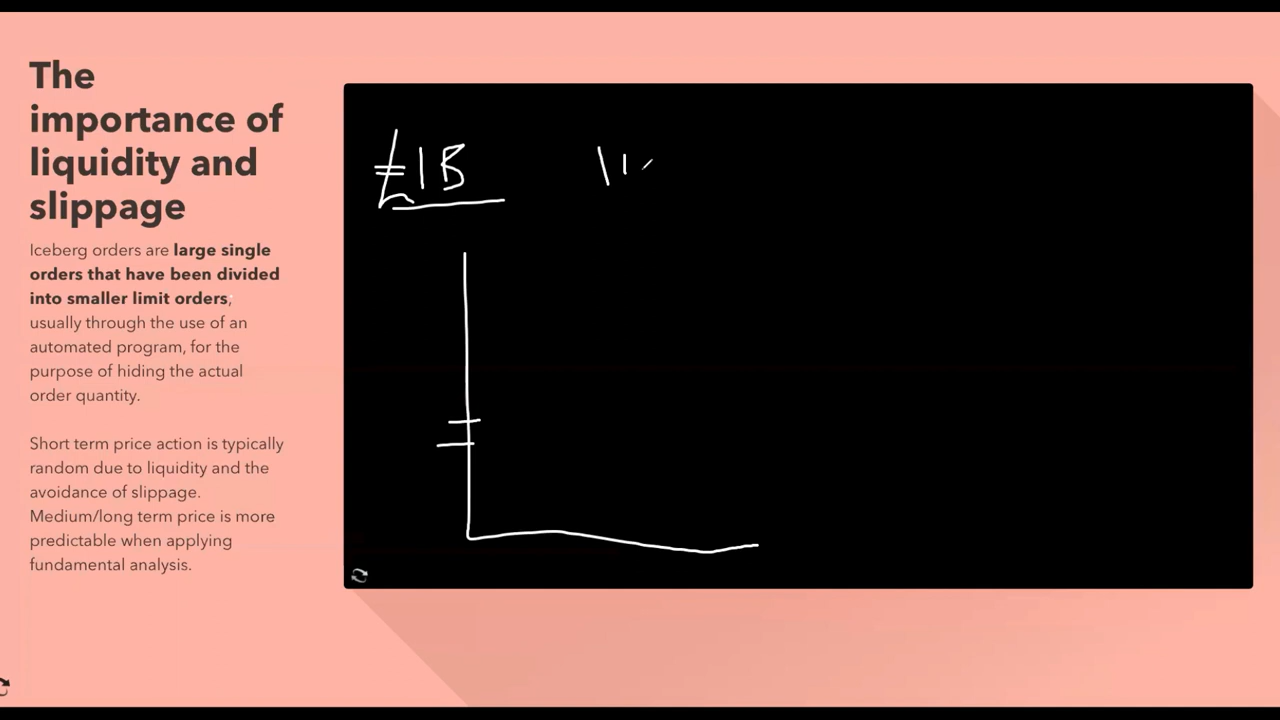 The
importance of
liquidity and
slippage
Iceberg orders are large single
orders that have been divided
into smaller limit orders,
usually through the use of an
automated program, for the
purpose of hiding the actual
order quantity.
Short term price action is typically
random due to liquidity and the
avoidance of slippage.
Medium/long term price is more
predictable when applying
fundamental analysis.
£1B